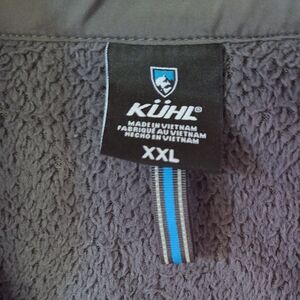 KÜHL®
MADE IN VIETNAM
FABRIQUÉ AU VIETNAM
HECHO EN VIETNAM
XXL